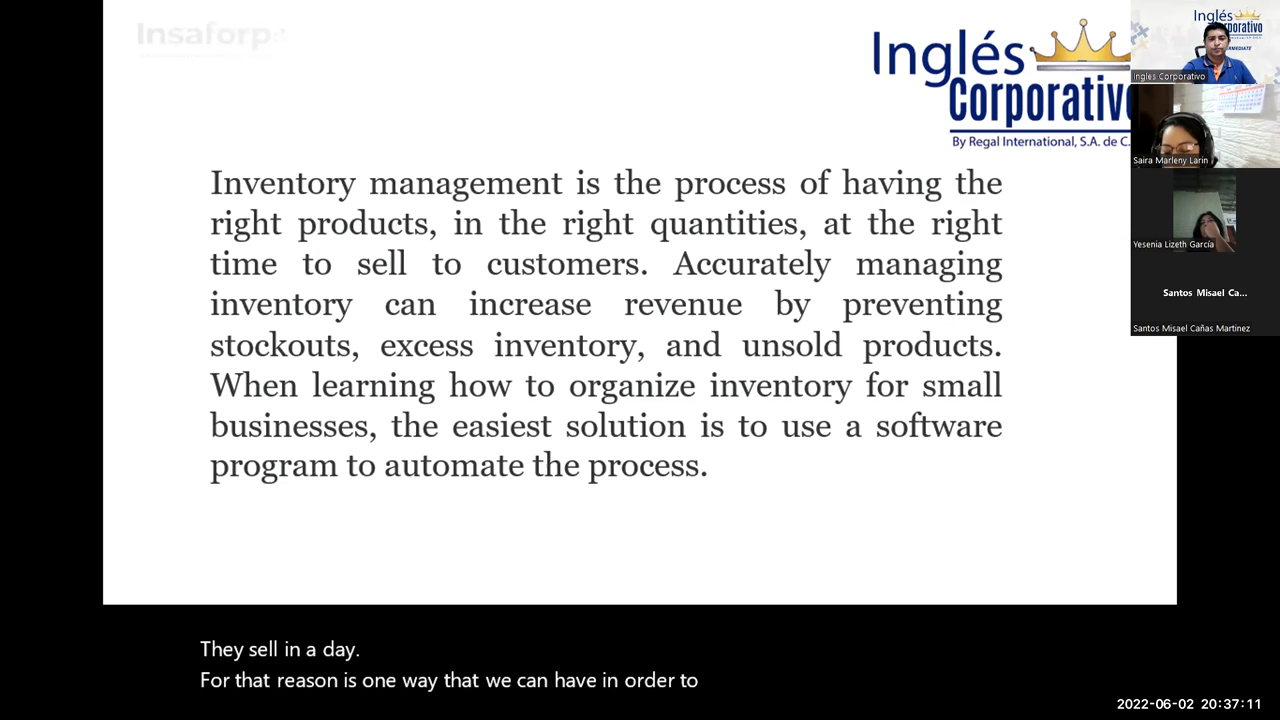 Insaforp
Inglés
Corporativo
By Regal International, S.A. de C.
Inventory management is the process of having the
right products, in the right quantities, at the right
time to sell to customers. Accurately managing
inventory can increase revenue by preventing
stockouts, excess inventory, and unsold products.
When learning how to organize inventory for small
businesses, the easiest solution is to use a software
program to automate the process.
Inglés
Corporativo
Ingles Corporativo
Saira Marleny Larin
Yesenia Lizeth García
Santos Misael Ca...
Santos Misael Cañas Martinez
They sell in a day.
For that reason is one way that we can have in order to
2022-06-02 20:37:11